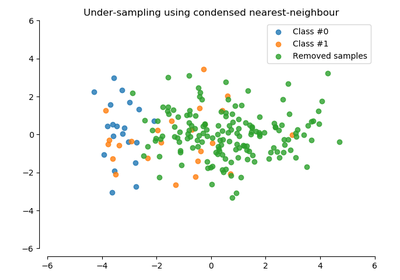 Under-sampling using condensed nearest-neighbour
Class #0
Class #1
Removed samples
6
4
2
0
−2
−4
−6
−6 −4 −2 0 2 4 6